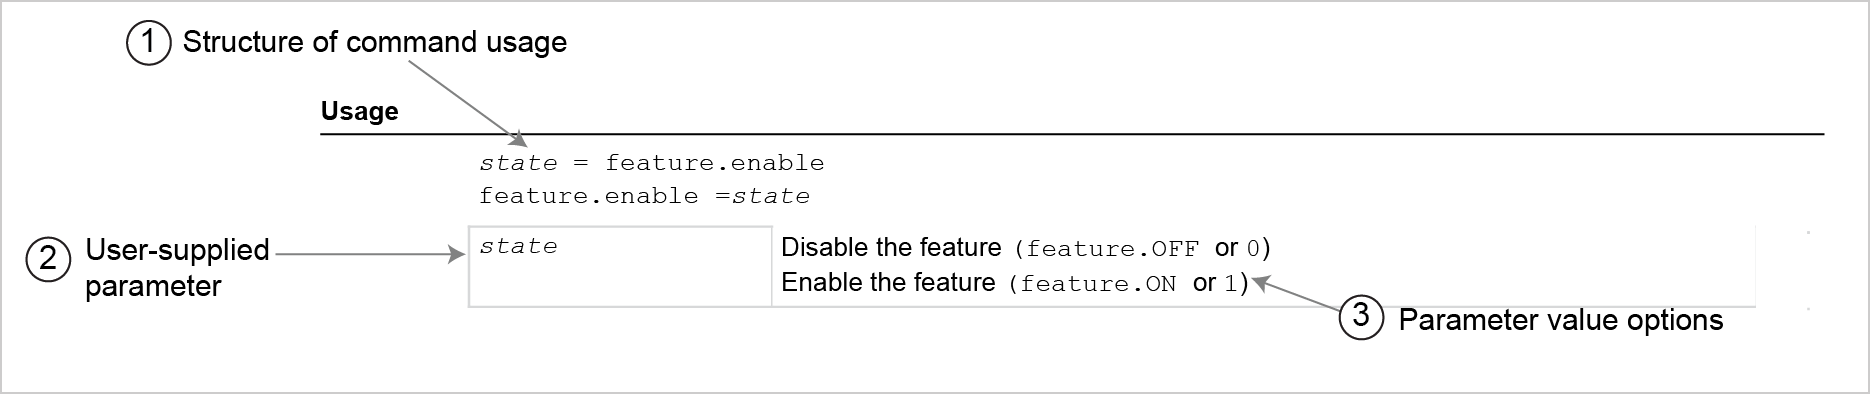 1 Structure of command usage
Usage
state = feature.enable
feature.enable =state
2 User-supplied
parameter
state
Disable the feature (feature.OFF or 0)
Enable the feature (feature.ON or 1)
3 Parameter value options